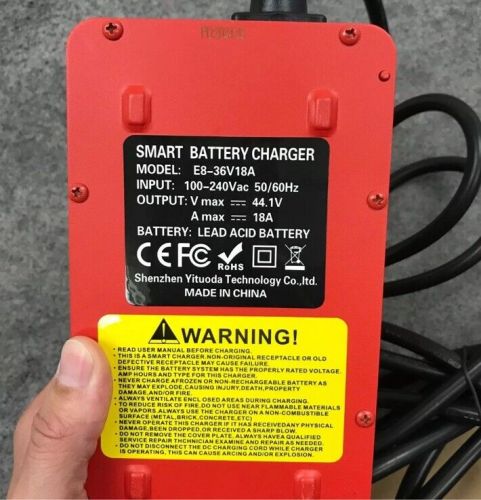 SMART BATTERY CHARGER
MODEL: E8-36V18A
INPUT: 100-240Vac 50/60Hz
OUTPUT: V max ⎓ 44.1V
A max ⎓ 18A
BATTERY: LEAD ACID BATTERY
CE FC RoHS
Shenzhen Yituoda Technology Co.,ltd.
MADE IN CHINA
WARNING!
• READ USER MANUAL BEFORE CHARGING.
• THIS IS A SMART CHARGER.NON-ORIGINAL RECEPTACLE OR OLD
DEFECTIVE RECEPTACLE MAY CAUSE FAILURE.
• ENSURE THE BATTERY SYSTEM HAS THE PROPERLY RATED VOLTAGE
AMP HOURS AND TYPE FOR THIS CHARGER.
• NEVER CHARGE AFROZEN OR NON-RECHARGEABLE BATTERY AS
THEY MAY EXPLODE,CAUSING INJURY,DEATH,PROPERTY
DAMAGE,AND/OR FIRE.
• ALWAYS VENTILATE ENCLOSED AREAS DURING CHARGING.
• TO REDUCE RISK OF FIRE,DO NOT USE NEAR FLAMMABLE MATERIALS
OR VAPORS.ALWAYS USE THE CHARGER ON A NON-COMBUSTIBLE
SURFACE (METAL,BRICK,CONCRETE,ETC)
• NEVER OPERATE THIS CHARGER IF IT HAS RECEIVEDANY PHYSICAL
DAMAGE,BEEN DROPPED,OR RECEIVED A SHARP BLOW.
• DO NOT REMOVE THE COVER PLATE. ALWAYS HAVEA QUALIFIED
SERVICE REPAIR THICHNICIAN EXAMINE AND REPAIR AS NEEDED.
• DO NOT DISCONNECT THE DC CHARGING CORD WHILE CHARGER
IS OPERATING, THIS CAN CAUSE ARCING AND/OR EXPLOSION.